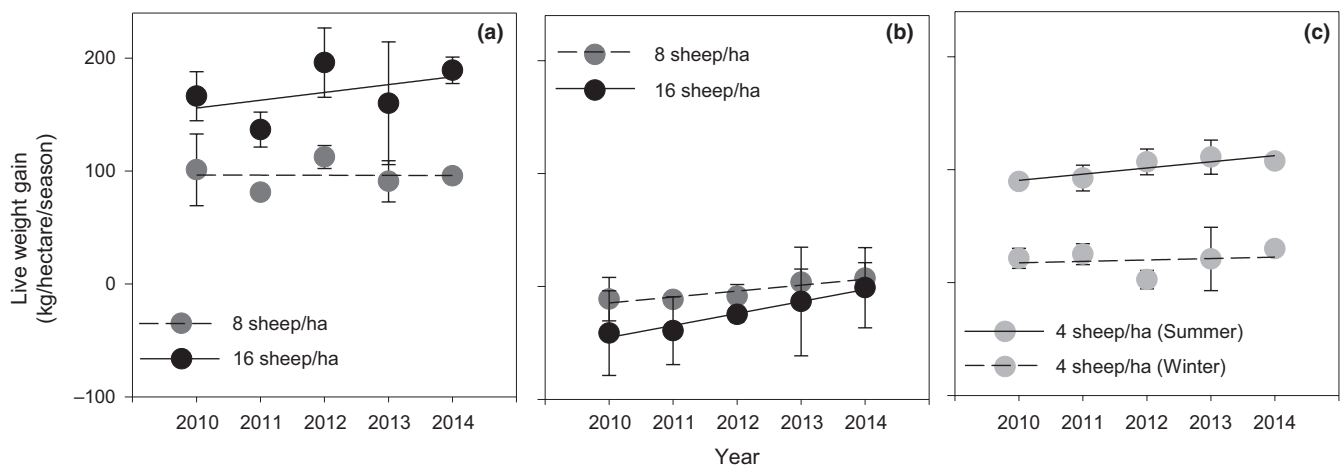 Live weight gain
(kg/hectare/season)
200
100
0
–100
(a)
8 sheep/ha
16 sheep/ha
2010 2011 2012 2013 2014
(b)
8 sheep/ha
16 sheep/ha
2010 2011 2012 2013 2014
(c)
4 sheep/ha (Summer)
4 sheep/ha (Winter)
2010 2011 2012 2013 2014
Year